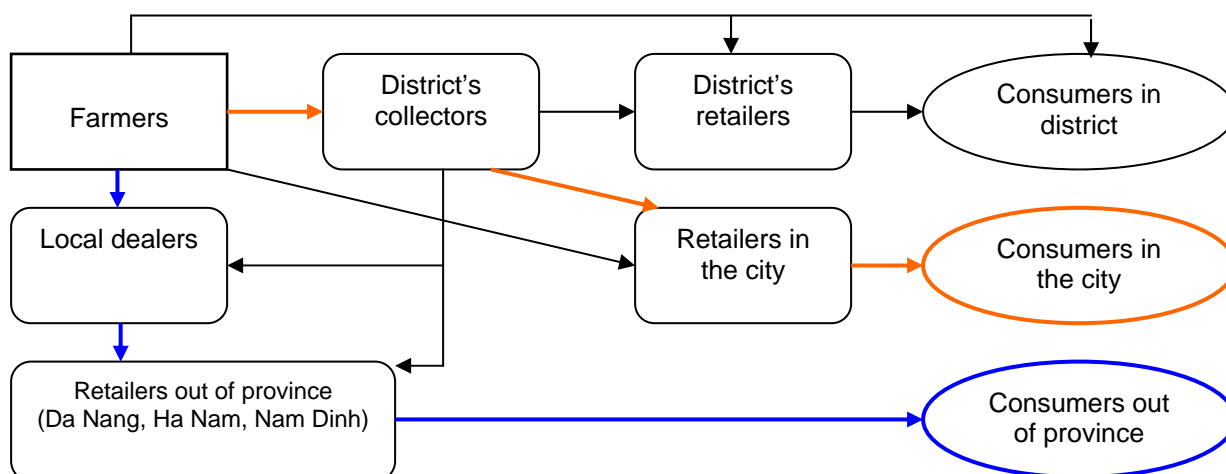 Farmers
District’s
collectors
District’s
retailers
Consumers in
district
Local dealers
Retailers in
the city
Consumers in
the city
Retailers out of province
(Da Nang, Ha Nam, Nam Dinh)
Consumers out
of province